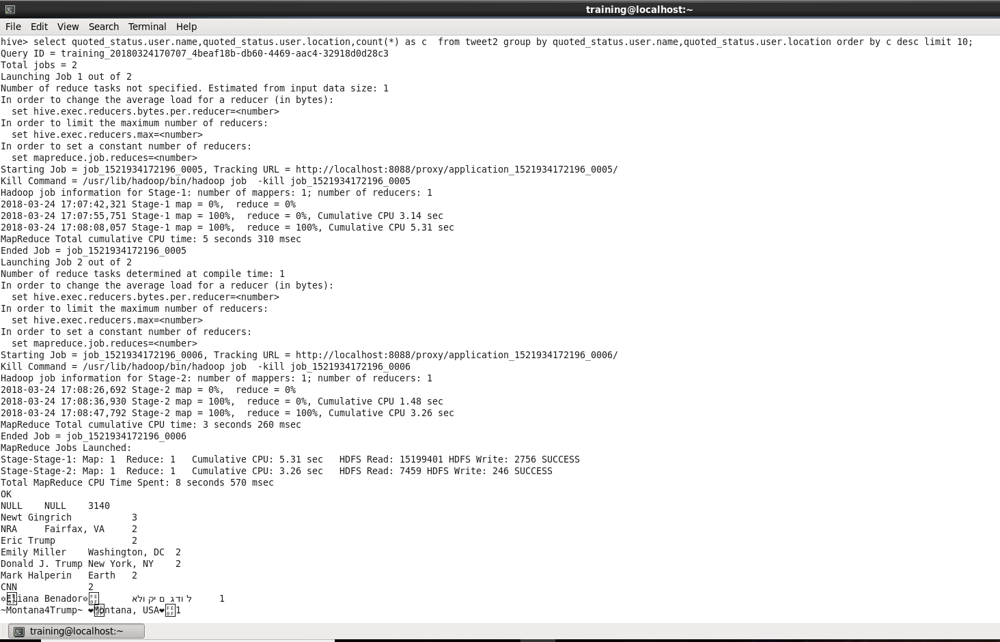 training@localhost:~
File Edit View Search Terminal Help
hive> select quoted_status.user.name,quoted_status.user.location,count(*) as c  from tweet2 group by quoted_status.user.name,quoted_status.user.location order by c desc limit 10;
Query ID = training_20180324170707_4beaf18b-db60-4469-aac4-32918d0d28c3
Total jobs = 2
Launching Job 1 out of 2
Number of reduce tasks not specified. Estimated from input data size: 1
In order to change the average load for a reducer (in bytes):
  set hive.exec.reducers.bytes.per.reducer=<number>
In order to limit the maximum number of reducers:
  set hive.exec.reducers.max=<number>
In order to set a constant number of reducers:
  set mapreduce.job.reduces=<number>
Starting Job = job_1521934172196_0005, Tracking URL = http://localhost:8088/proxy/application_1521934172196_0005/
Kill Command = /usr/lib/hadoop/bin/hadoop job  -kill job_1521934172196_0005
Hadoop job information for Stage-1: number of mappers: 1; number of reducers: 1
2018-03-24 17:07:42,321 Stage-1 map = 0%,  reduce = 0%
2018-03-24 17:07:55,751 Stage-1 map = 100%,  reduce = 0%, Cumulative CPU 3.14 sec
2018-03-24 17:08:08,057 Stage-1 map = 100%,  reduce = 100%, Cumulative CPU 5.31 sec
MapReduce Total cumulative CPU time: 5 seconds 310 msec
Ended Job = job_1521934172196_0005
Launching Job 2 out of 2
Number of reduce tasks determined at compile time: 1
In order to change the average load for a reducer (in bytes):
  set hive.exec.reducers.bytes.per.reducer=<number>
In order to limit the maximum number of reducers:
  set hive.exec.reducers.max=<number>
In order to set a constant number of reducers:
  set mapreduce.job.reduces=<number>
Starting Job = job_1521934172196_0006, Tracking URL = http://localhost:8088/proxy/application_1521934172196_0006/
Kill Command = /usr/lib/hadoop/bin/hadoop job  -kill job_1521934172196_0006
Hadoop job information for Stage-2: number of mappers: 1; number of reducers: 1
2018-03-24 17:08:26,692 Stage-2 map = 0%,  reduce = 0%
2018-03-24 17:08:36,930 Stage-2 map = 100%,  reduce = 0%, Cumulative CPU 1.48 sec
2018-03-24 17:08:47,792 Stage-2 map = 100%,  reduce = 100%, Cumulative CPU 3.26 sec
MapReduce Total cumulative CPU time: 3 seconds 260 msec
Ended Job = job_1521934172196_0006
MapReduce Jobs Launched:
Stage-Stage-1: Map: 1  Reduce: 1   Cumulative CPU: 5.31 sec   HDFS Read: 15199401 HDFS Write: 2756 SUCCESS
Stage-Stage-2: Map: 1  Reduce: 1   Cumulative CPU: 3.26 sec   HDFS Read: 7459 HDFS Write: 246 SUCCESS
Total MapReduce CPU Time Spent: 8 seconds 570 msec
OK
NULL    NULL    3140
Newt Gingrich           3
NRA     Fairfax, VA     2
Eric Trump              2
Emily Miller    Washington, DC  2
Donald J. Trump New York, NY    2
Mark Halperin   Earth   2
CNN             2
✡Eliana Benador✡ 1
~Montana4Trump~ ❤Montana, USA❤1
training@localhost:~